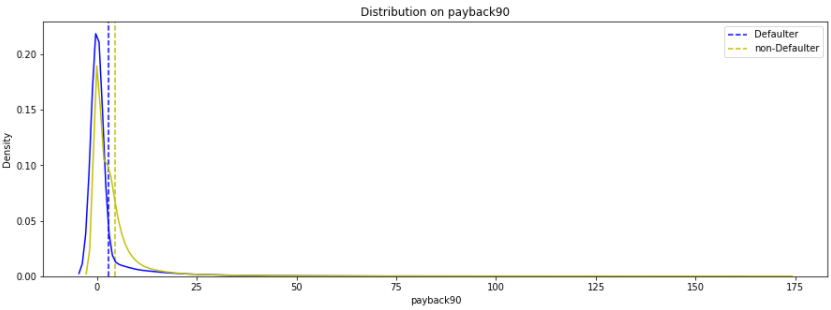 Distribution on payback90
Defaulter
non-Defaulter
0.20
0.15
0.10
0.05
0.00
Density
0 25 50 75 100 125 150 175
payback90